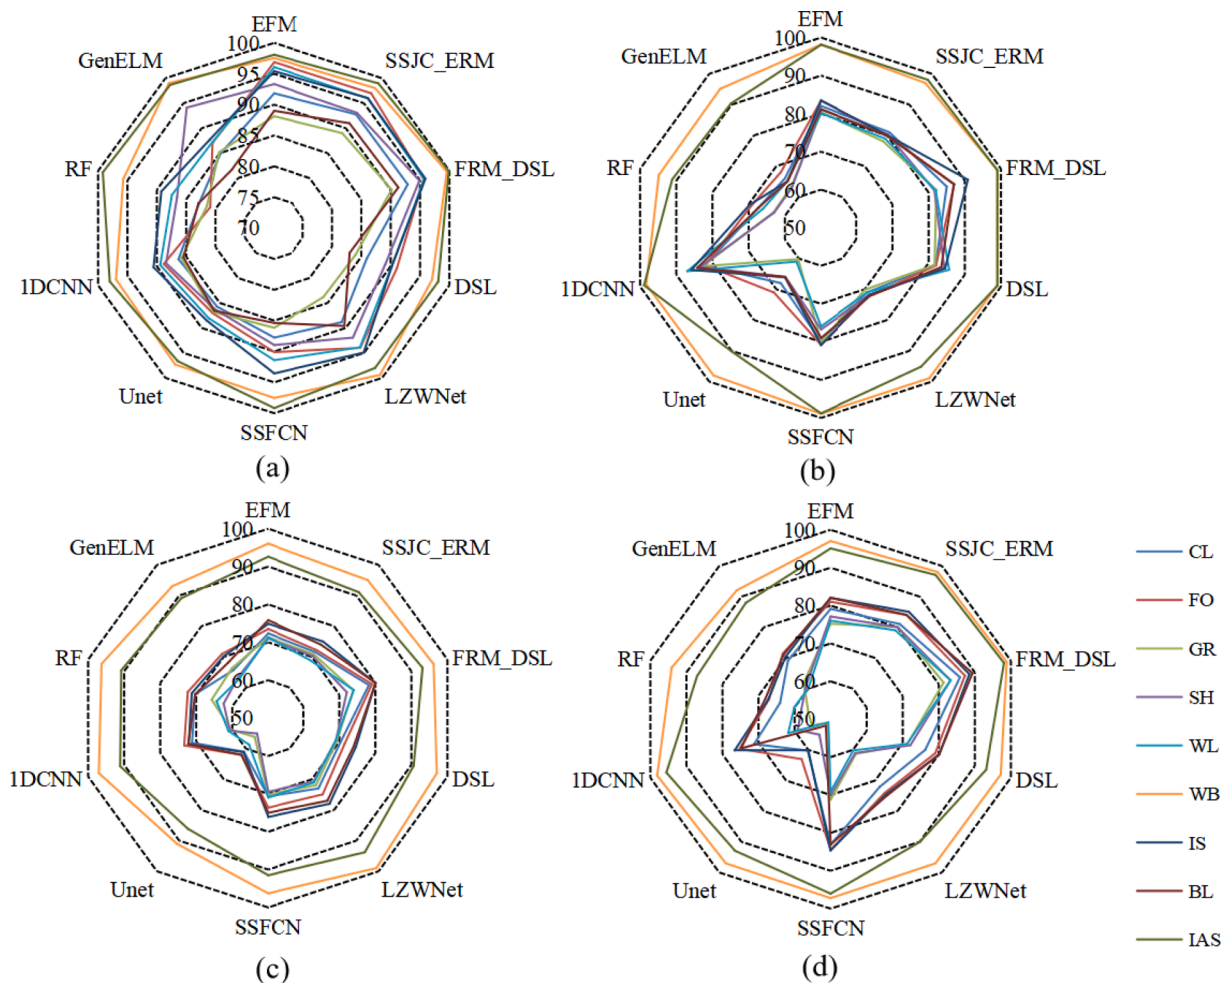 EFM
100
GenELM
SSJC_ERM
95
90
85
80
75
70
RF
FRM_DSL
1DCNN
DSL
Unet
LZWNet
SSFCN
(a)
EFM
100
SSJC_ERM
GenELM
90
80
70
60
50
RF
FRM_DSL
1DCNN
DSL
Unet
LZWNet
SSFCN
(b)
EFM
100
GenELM
SSJC_ERM
90
80
70
60
50
RF
FRM_DSL
1DCNN
DSL
Unet
LZWNet
SSFCN
(c)
EFM
100
GenELM
SSJC_ERM
90
80
70
60
50
RF
FRM_DSL
1DCNN
DSL
Unet
LZWNet
SSFCN
(d)
CL
FO
GR
SH
WL
WB
IS
BL
IAS